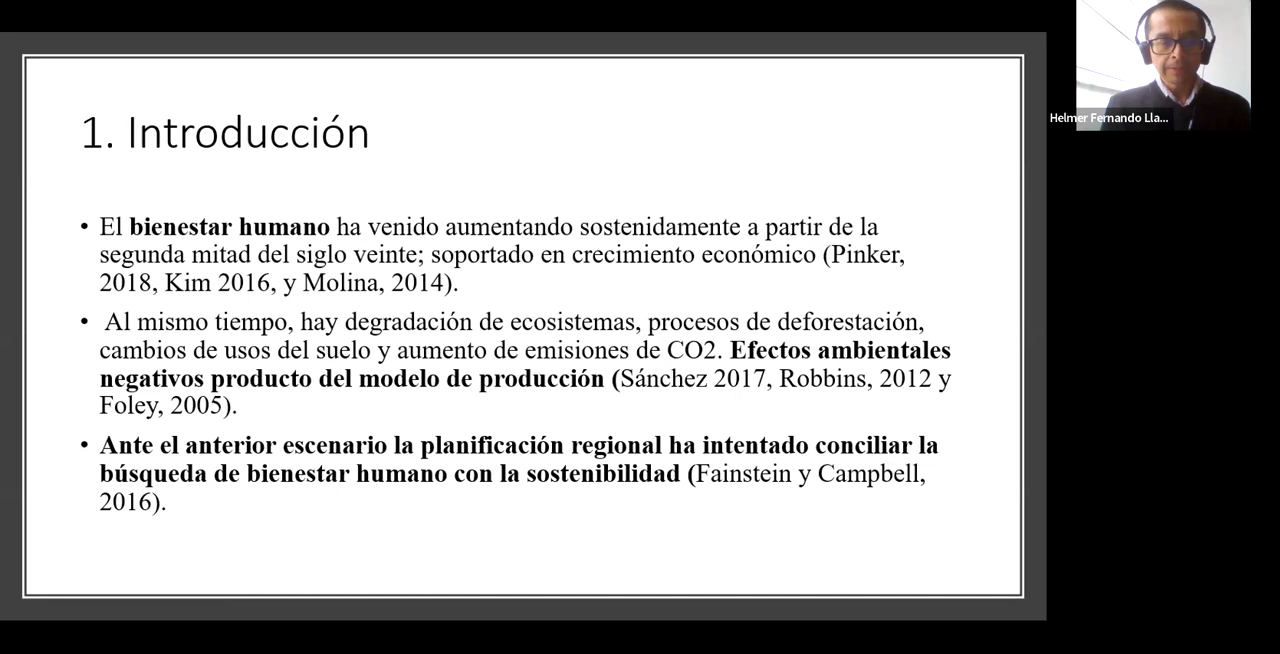 1. Introducción
• El bienestar humano ha venido aumentando sostenidamente a partir de la
segunda mitad del siglo veinte; soportado en crecimiento económico (Pinker,
2018, Kim 2016, y Molina, 2014).
• Al mismo tiempo, hay degradación de ecosistemas, procesos de deforestación,
cambios de usos del suelo y aumento de emisiones de CO2. Efectos ambientales
negativos producto del modelo de producción (Sánchez 2017, Robbins, 2012 y
Foley, 2005).
• Ante el anterior escenario la planificación regional ha intentado conciliar la
búsqueda de bienestar humano con la sostenibilidad (Fainstein y Campbell,
2016).
Helmer Fernando Lla...